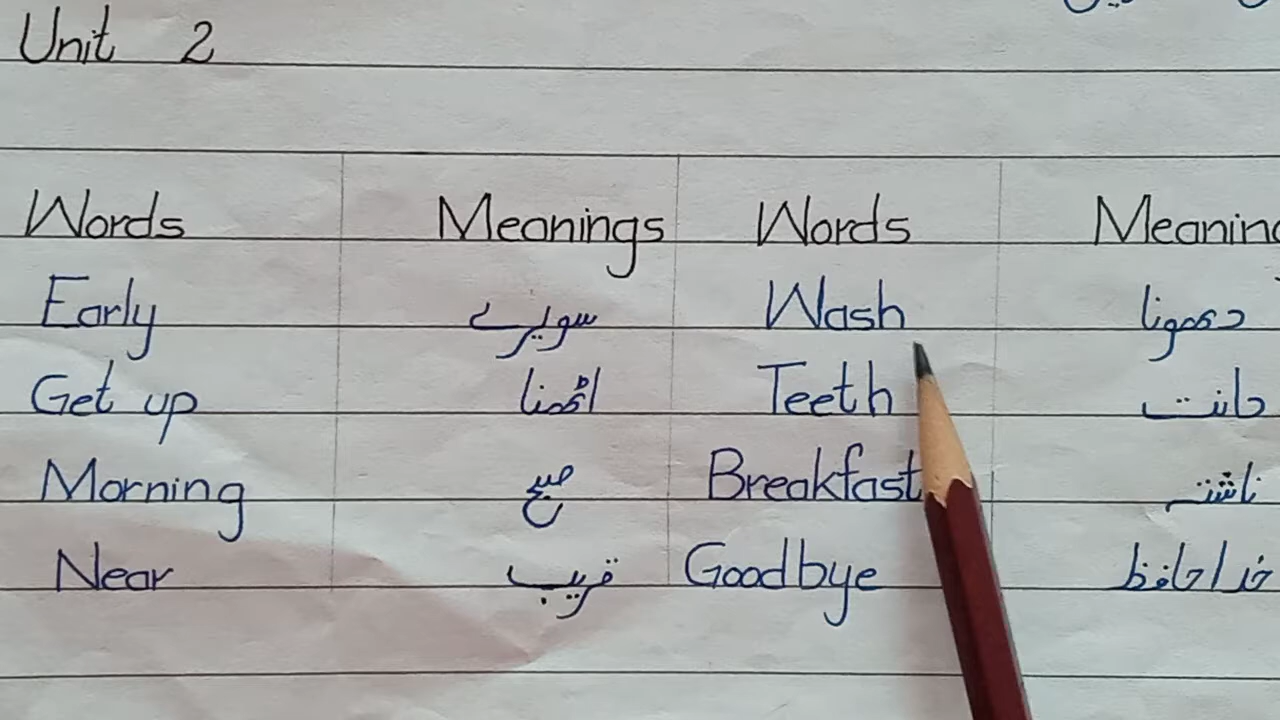 Unit 2
Words Meanings Words Meaning
Early سویرے Wash دھونا
Get up اٹھنا Teeth دانت
Morning صبح Breakfast ناشتہ
Near قریب Goodbye خدا حافظ